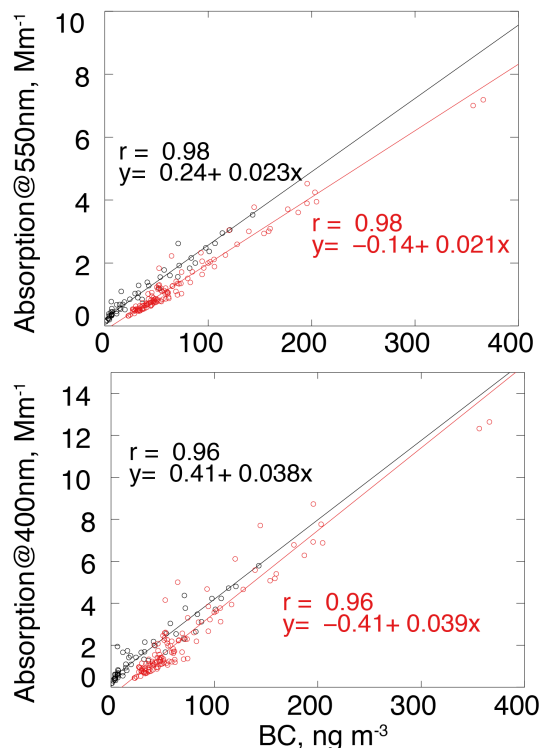 10
8
6
4
2
0
Absorption@550nm, Mm⁻¹
r = 0.98
y= 0.24+ 0.023x
r = 0.98
y= −0.14+ 0.021x
0 100 200 300 400
14
12
10
8
6
4
2
0
Absorption@400nm, Mm⁻¹
r = 0.96
y= 0.41+ 0.038x
r = 0.96
y= −0.41+ 0.039x
0 100 200 300 400
BC, ng m⁻³